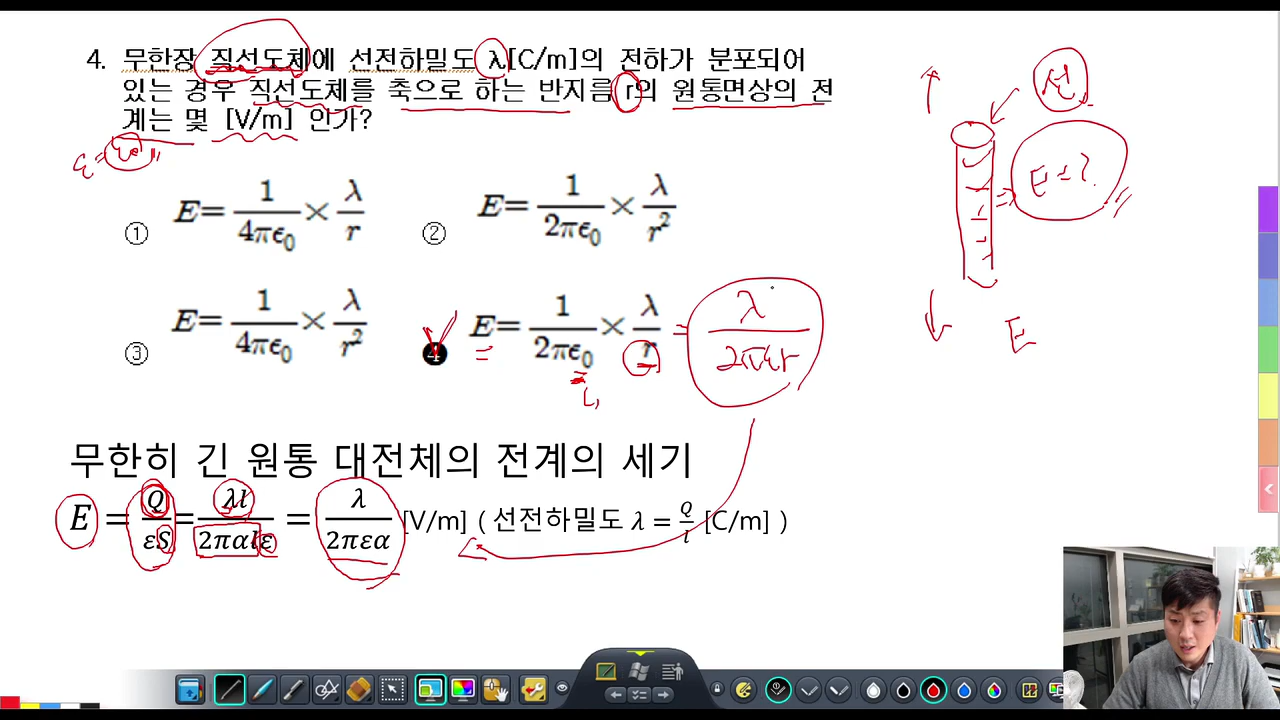 4. 무한장 직선도체에 선전하밀도 λ[C/m]의 전하가 분포되어
있는 경우 직선도체를 축으로 하는 반지름 r의 원통면상의 전
계는 몇 [V/m] 인가?
선
E = ?
① E = 1/4πϵ₀ × λ/r
② E = 1/2πϵ₀ × λ/r²
③ E = 1/4πϵ₀ × λ/r²
④ E = 1/2πϵ₀ × λ/r = λ/2πεr
E
무한히 긴 원통 대전체의 전계의 세기
E = Q/εS = λl/2παlε = λ/2πεα [V/m] ( 선전하밀도 λ = Q/l [C/m] )